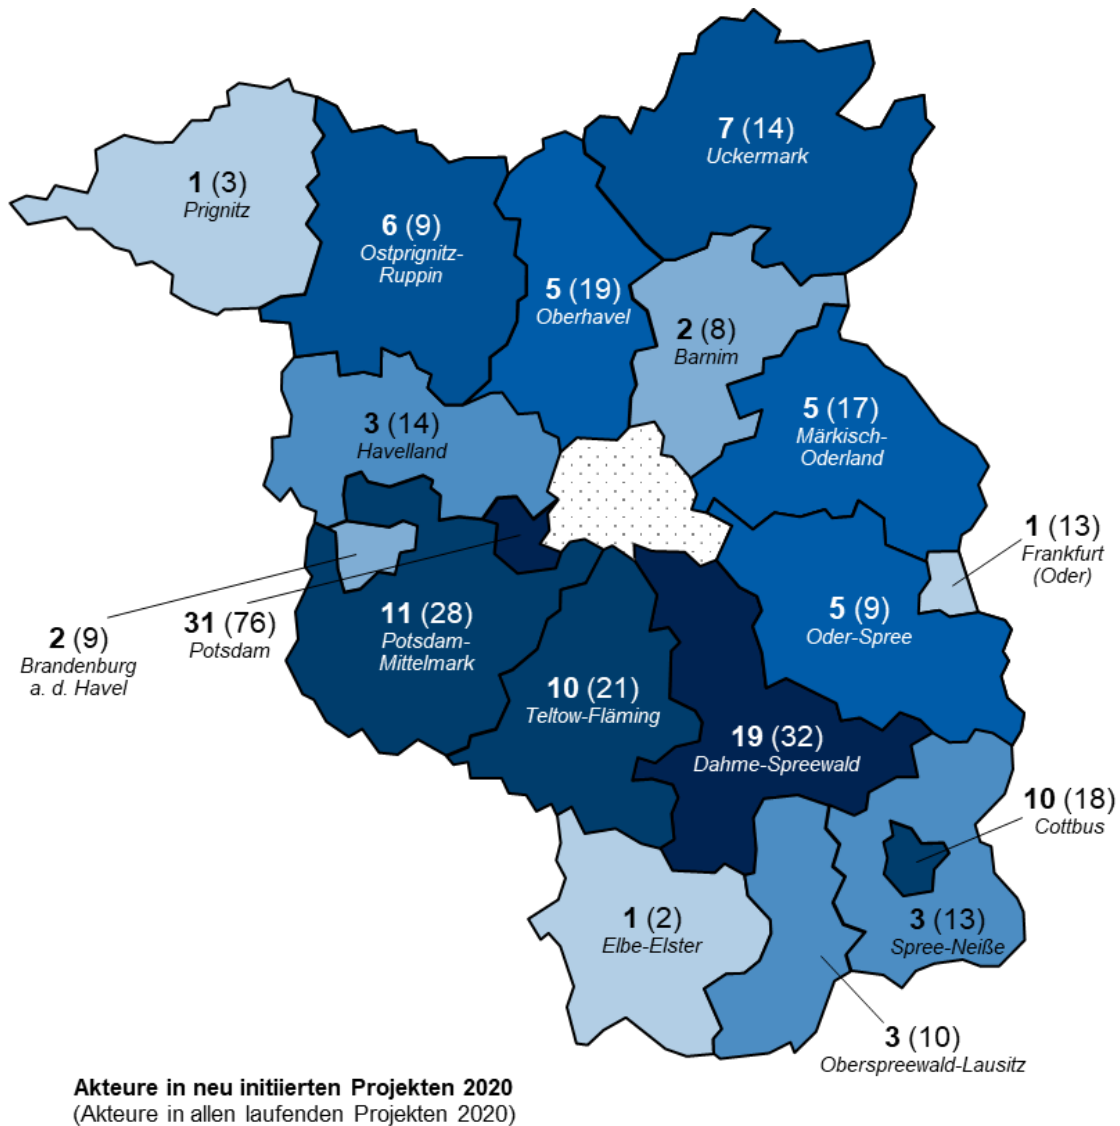 7 (14)
Uckermark
1 (3)
Prignitz
6 (9)
Ostprignitz-
Ruppin
5 (19)
Oberhavel
2 (8)
Barnim
5 (17)
Märkisch-
Oderland
3 (14)
Havelland
1 (13)
Frankfurt
(Oder)
2 (9)
Brandenburg
a. d. Havel
31 (76)
Potsdam
11 (28)
Potsdam-
Mittelmark
5 (9)
Oder-Spree
10 (21)
Teltow-Fläming
19 (32)
Dahme-Spreewald
10 (18)
Cottbus
1 (2)
Elbe-Elster
3 (13)
Spree-Neiße
3 (10)
Oberspreewald-Lausitz
Akteure in neu initiierten Projekten 2020
(Akteure in allen laufenden Projekten 2020)